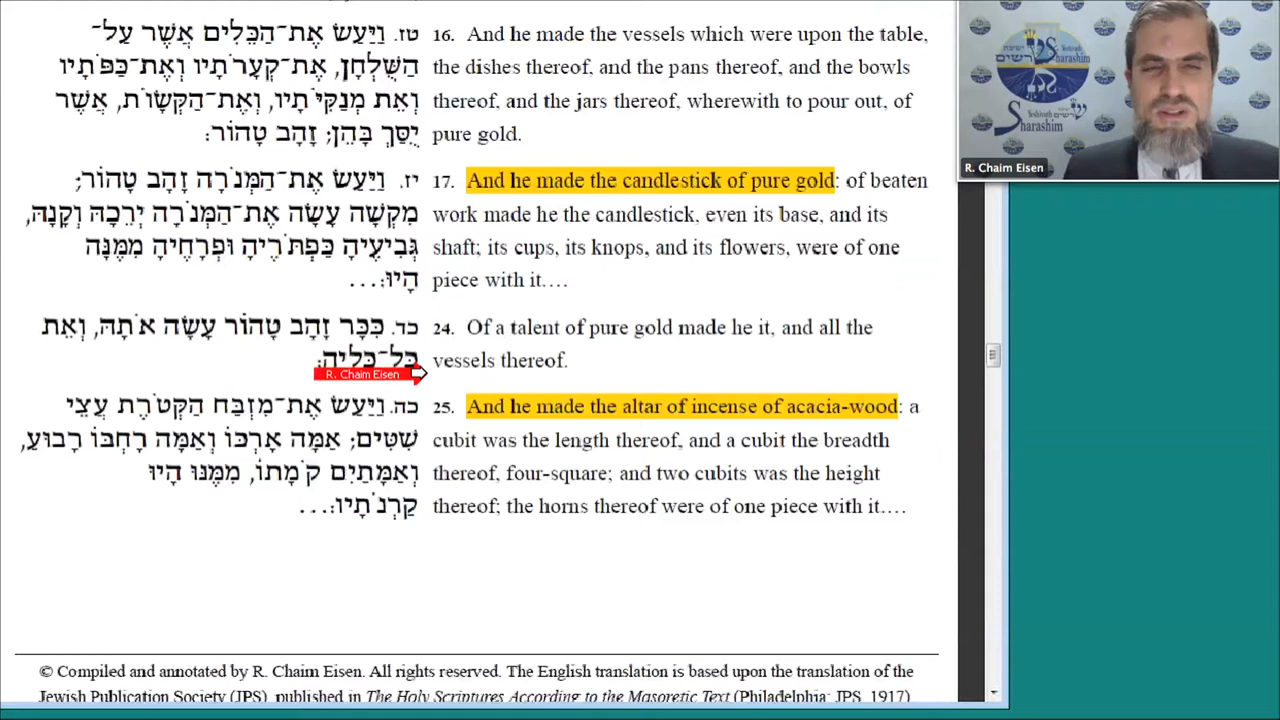 טז. וַיַּעַשׂ אֶת־הַכֵּלִים אֲשֶׁר עַל־
הַשֻּׁלְחָן, אֶת־קְעָרֹתָיו וְאֶת־כַּפֹּתָיו
וְאֵת מְנַקִּיֹּתָיו, וְאֶת־הַקְּשָׂוֹת, אֲשֶׁר
יֻסַּךְ בָּהֵן; זָהָב טָהוֹר:
16. And he made the vessels which were upon the table,
the dishes thereof, and the pans thereof, and the bowls
thereof, and the jars thereof, wherewith to pour out, of
pure gold.
יז. וַיַּעַשׂ אֶת־הַמְּנֹרָה זָהָב טָהוֹר;
מִקְשָׁה עָשָׂה אֶת־הַמְּנֹרָה יְרֵכָהּ וְקָנָהּ,
גְּבִיעֶיהָ כַּפְתֹּרֶיהָ וּפְרָחֶיהָ מִמֶּנָּה
הָיוּ:...
17. And he made the candlestick of pure gold: of beaten
work made he the candlestick, even its base, and its
shaft; its cups, its knops, and its flowers, were of one
piece with it....
כד. כִּכָּר זָהָב טָהוֹר עָשָׂה אֹתָהּ, וְאֵת
כָּל־כֵּלֶיהָ:
24. Of a talent of pure gold made he it, and all the
vessels thereof.
R. Chaim Eisen
כה. וַיַּעַשׂ אֶת־מִזְבַּח הַקְּטֹרֶת עֲצֵי
שִׁטִּים; אַמָּה אָרְכּוֹ וְאַמָּה רָחְבּוֹ רָבוּעַ,
וְאַמָּתַיִם קֹמָתוֹ, מִמֶּנּוּ הָיוּ
קַרְנֹתָיו:...
25. And he made the altar of incense of acacia-wood: a
cubit was the length thereof, and a cubit the breadth
thereof, four-square; and two cubits was the height
thereof; the horns thereof were of one piece with it....
© Compiled and annotated by R. Chaim Eisen. All rights reserved. The English translation is based upon the translation of the
Jewish Publication Society (JPS), published in The Holy Scriptures According to the Masoretic Text (Philadelphia: JPS, 1917)
Yeshivath
ישיבת
שרשים
Sharashim
R. Chaim Eisen